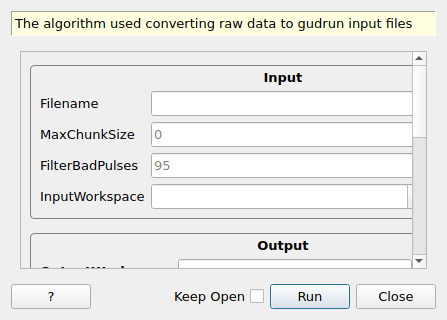 The algorithm used converting raw data to gudrun input files
Input
Filename
MaxChunkSize 0
FilterBadPulses 95
InputWorkspace
Output
? Keep Open Run Close